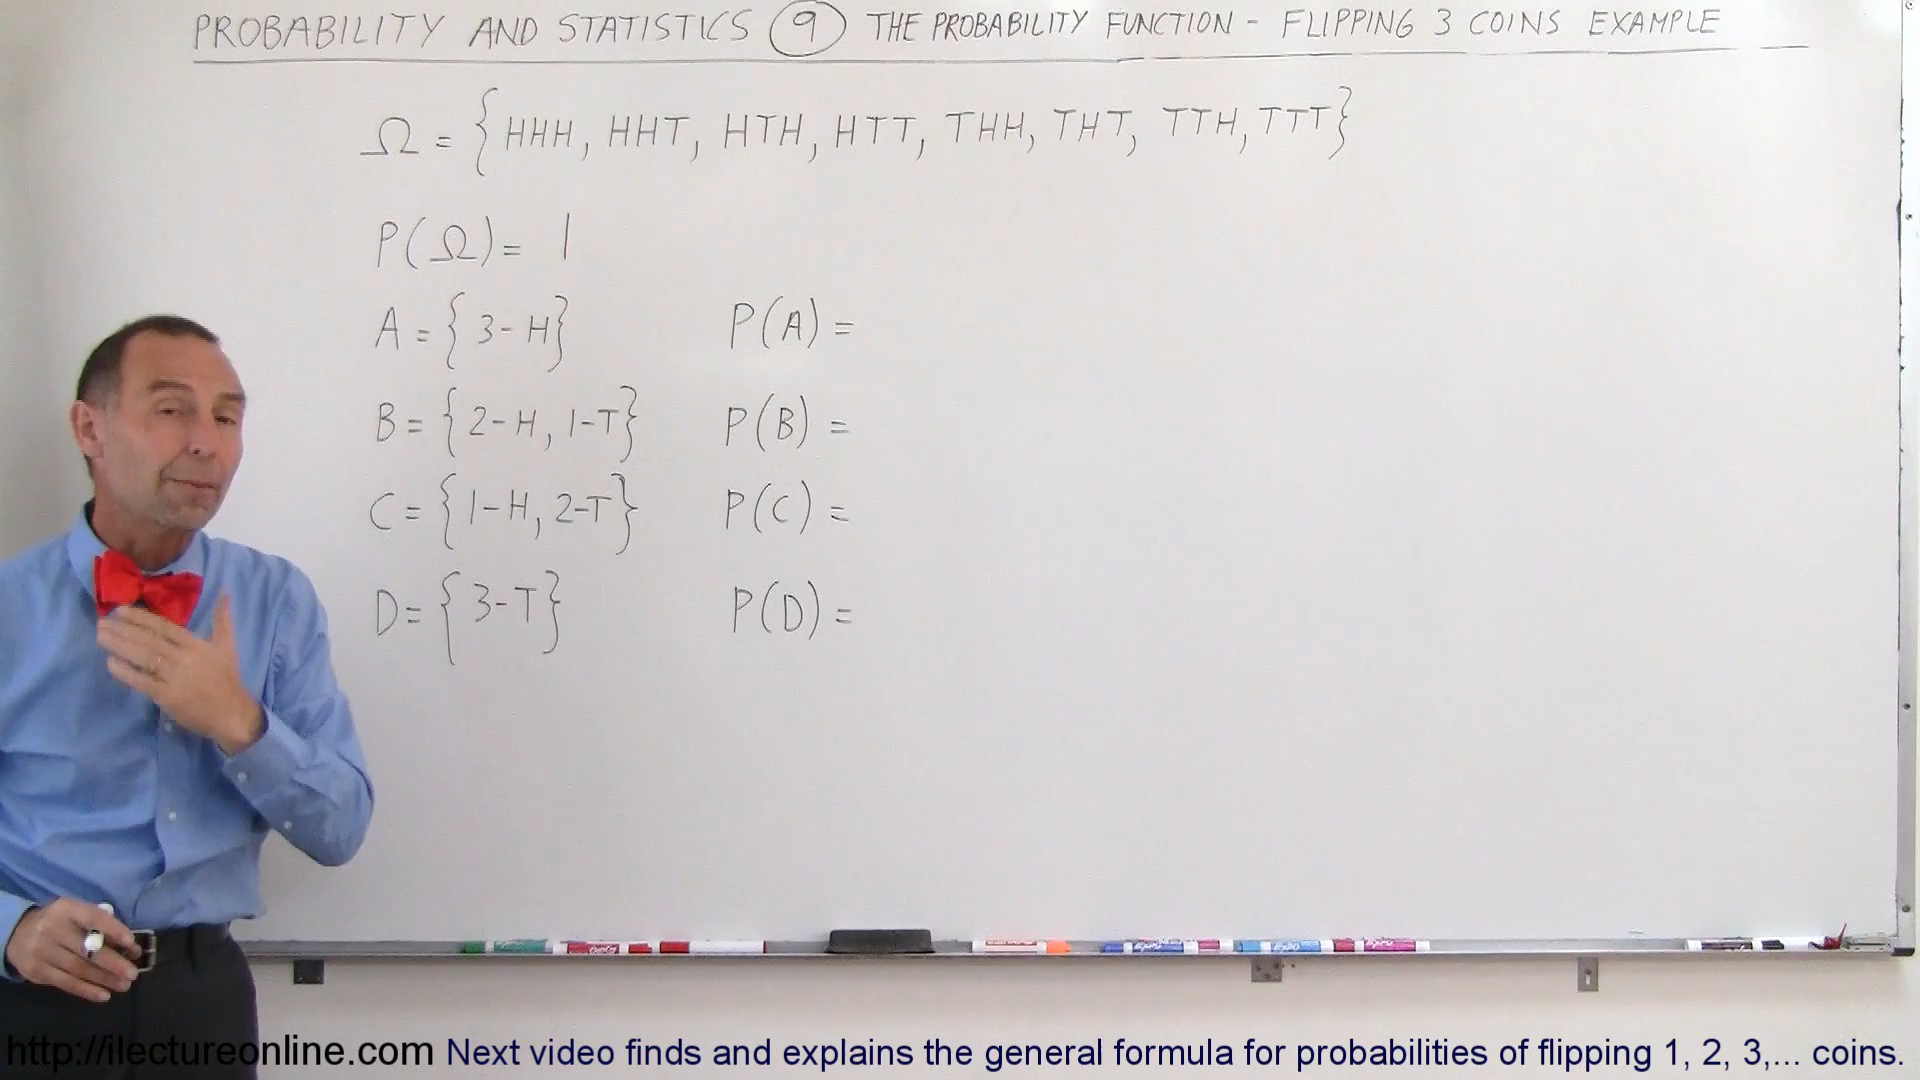 PROBABILITY AND STATISTICS 9 THE PROBABILITY FUNCTION - FLIPPING 3 COINS EXAMPLE
Ω = { HHH, HHT, HTH, HTT, THH, THT, TTH, TTT }
P(Ω) = 1
A = { 3-H } P(A) =
B = { 2-H, 1-T } P(B) =
C = { 1-H, 2-T } P(C) =
D = { 3-T } P(D) =
http://ilectureonline.com Next video finds and explains the general formula for probabilities of flipping 1, 2, 3,... coins.